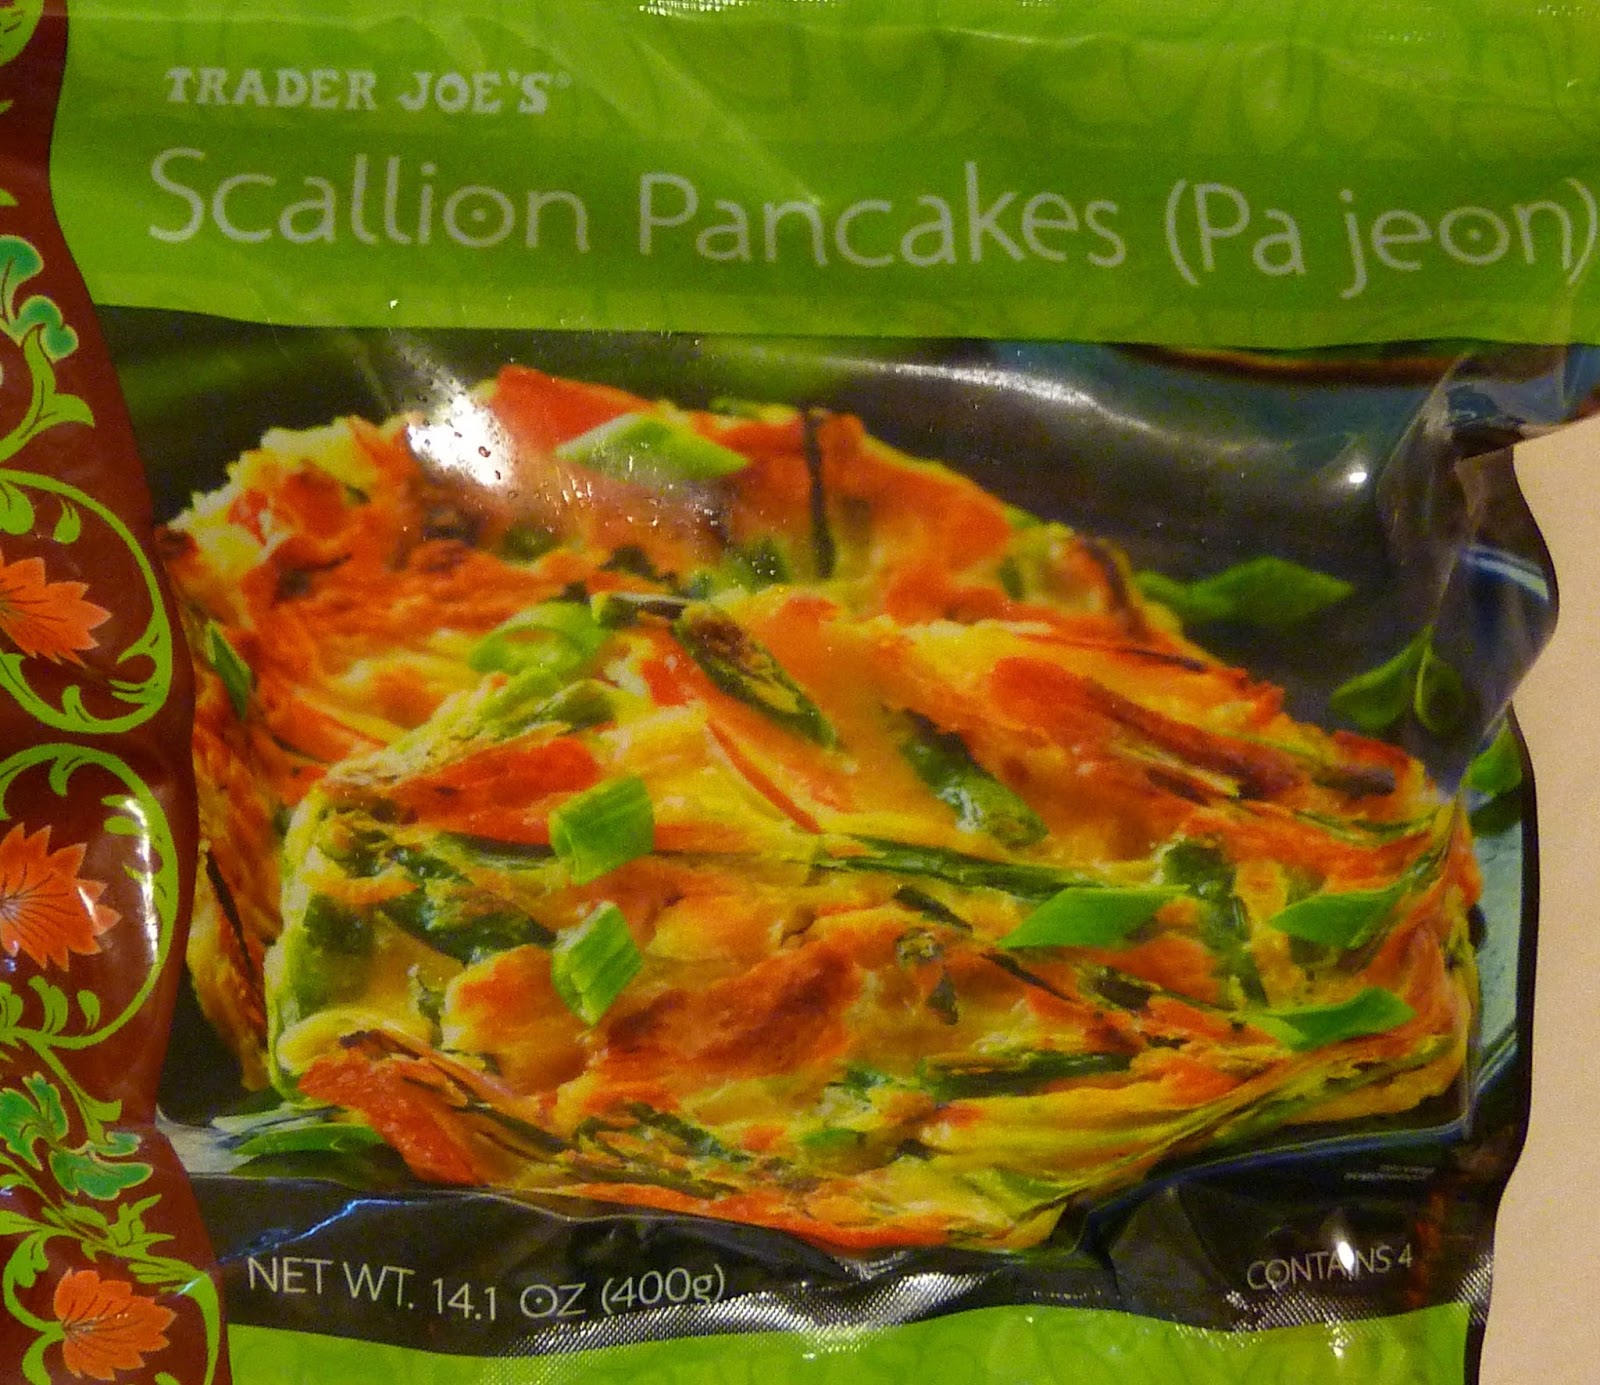 TRADER JOE'S®
Scallion Pancakes (Pa jeon)
NET WT. 14.1 OZ (400g)
CONTAINS 4